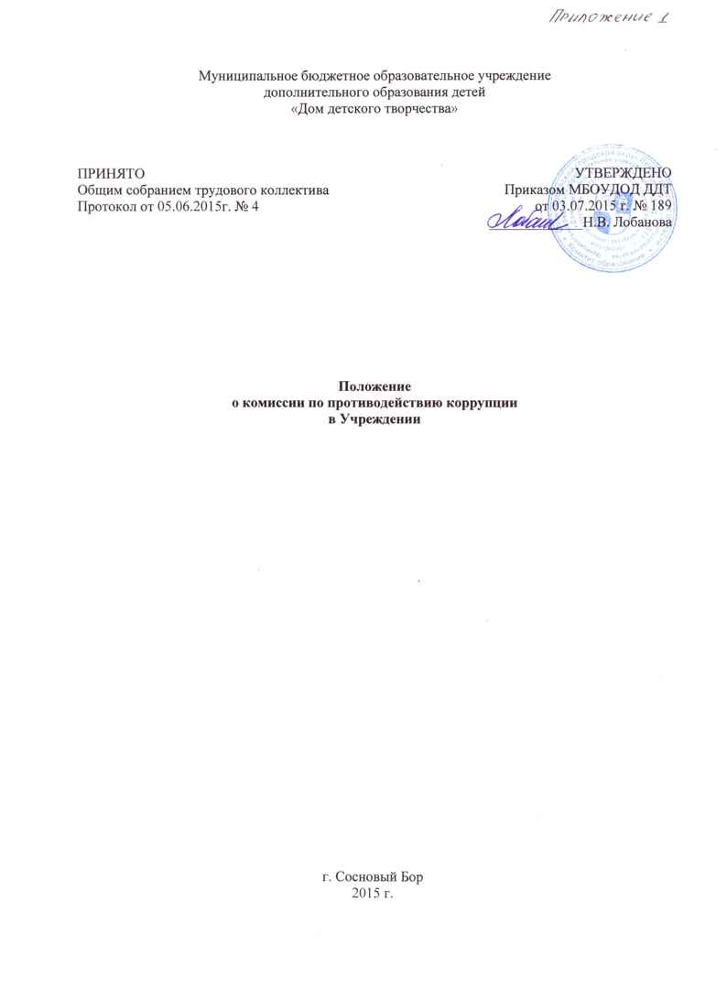 Приложение 1
Муниципальное бюджетное образовательное учреждение
дополнительного образования детей
«Дом детского творчества»
ПРИНЯТО
Общим собранием трудового коллектива
Протокол от 05.06.2015г. № 4
УТВЕРЖДЕНО
Приказом МБОУДОД ДДТ
от 03.07.2015 г. № 189
Н.В. Лобанова
Положение
о комиссии по противодействию коррупции
в Учреждении
г. Сосновый Бор
2015 г.